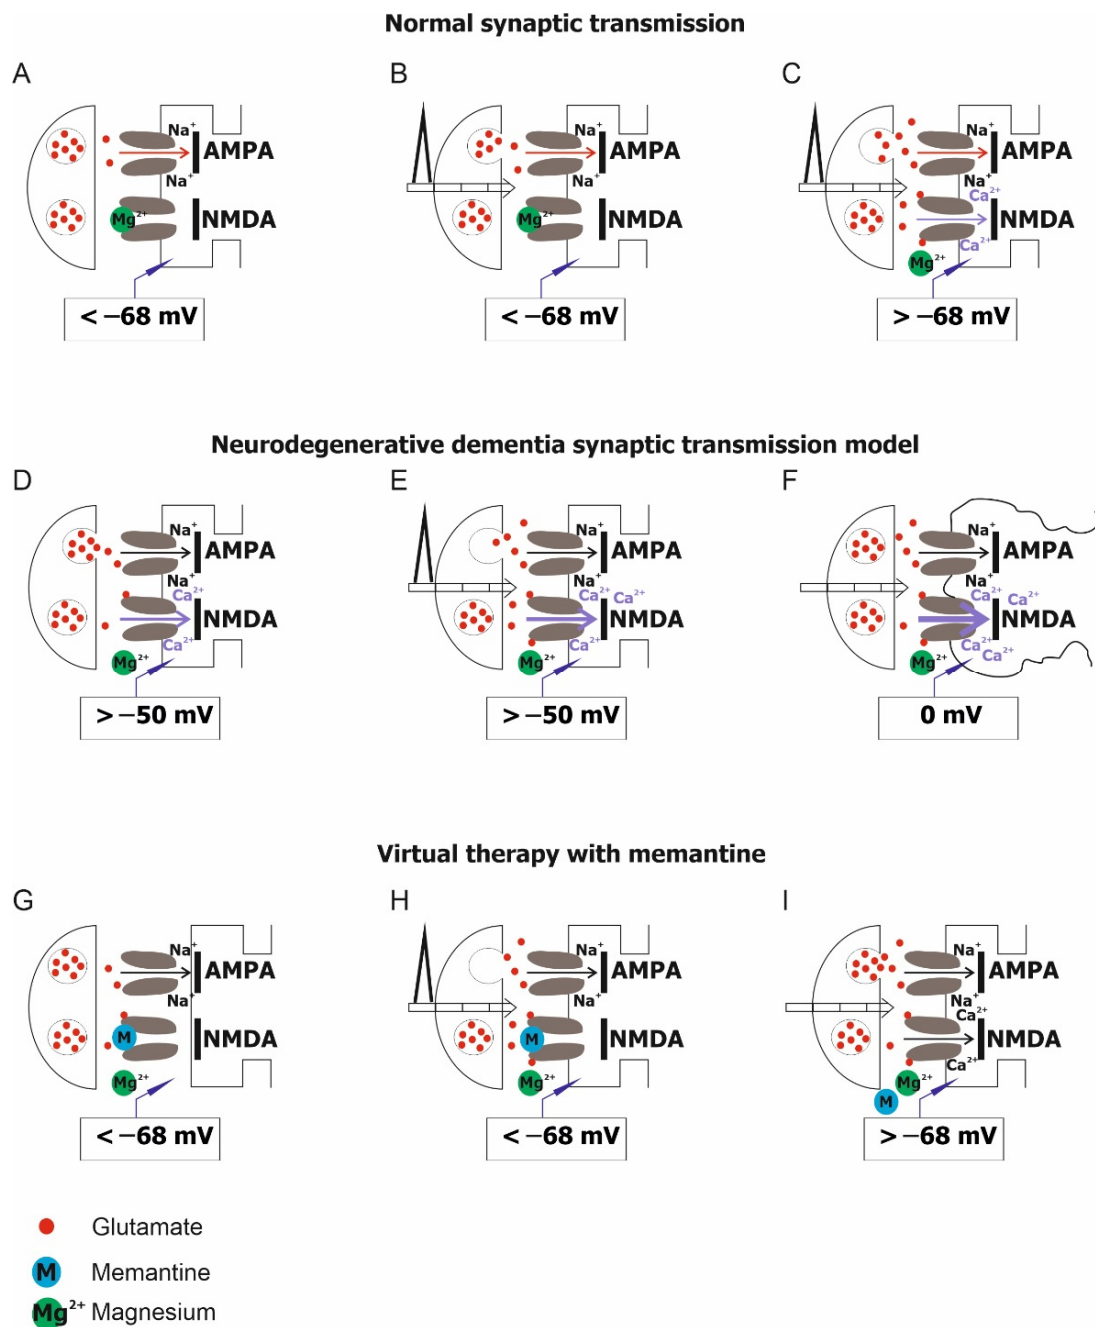 Normal synaptic transmission
A
B
C
Na⁺
AMPA
Na⁺
Mg²⁺
NMDA
< −68 mV
Na⁺
AMPA
Na⁺
Mg²⁺
NMDA
< −68 mV
Na⁺
AMPA
Na⁺
Ca²⁺
NMDA
Ca²⁺
Mg²⁺
> −68 mV
Neurodegenerative dementia synaptic transmission model
D
E
F
Na⁺
AMPA
Na⁺
Ca²⁺
NMDA
Ca²⁺
Mg²⁺
> −50 mV
Na⁺
AMPA
Na⁺
Ca²⁺ Ca²⁺
NMDA
Ca²⁺
Mg²⁺
> −50 mV
Na⁺
AMPA
Na⁺
Ca²⁺ Ca²⁺
NMDA
Ca²⁺
Ca²⁺
Mg²⁺
0 mV
Virtual therapy with memantine
G
H
I
Na⁺
AMPA
Na⁺
M
NMDA
Mg²⁺
< −68 mV
Na⁺
AMPA
Na⁺
M
NMDA
Mg²⁺
< −68 mV
Na⁺
AMPA
Na⁺
Ca²⁺
NMDA
Ca²⁺
Mg²⁺
M
> −68 mV
Glutamate
M Memantine
Mg²⁺ Magnesium